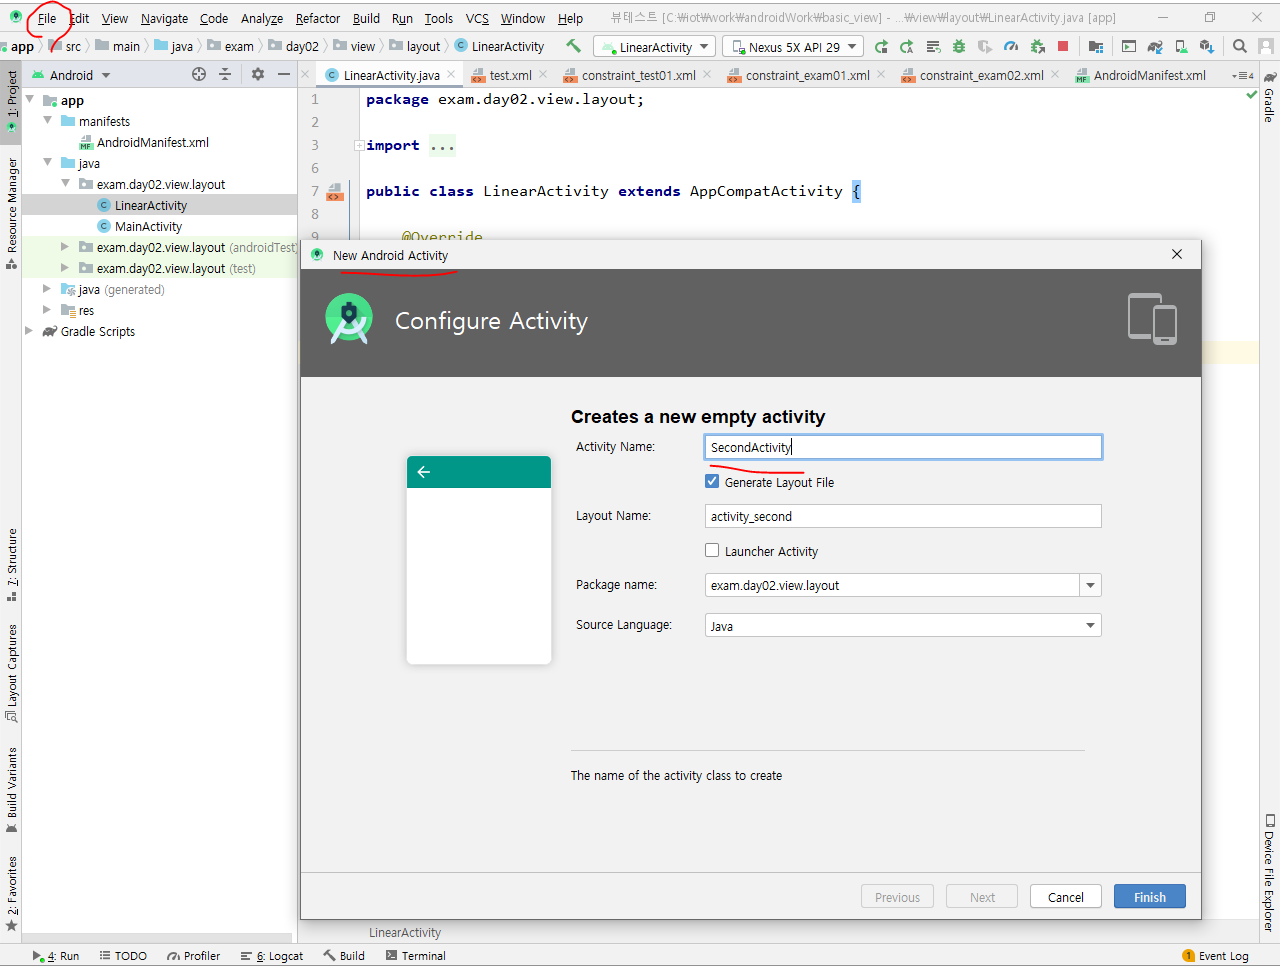 File Edit View Navigate Code Analyze Refactor Build Run Tools VCS Window Help 뷰테스트 [C:₩iot₩work₩androidWork₩basic_view] - ...₩view₩layout₩LinearActivity.java [app]
app src main java exam day02 view layout LinearActivity LinearActivity Nexus 5X API 29
Android LinearActivity.java test.xml constraint_test01.xml constraint_exam01.xml constraint_exam02.xml AndroidManifest.xml 4
1: Project
Resource Manager
7: Structure
Layout Captures
Build Variants
2: Favorites
app
manifests
AndroidManifest.xml
MF
java
exam.day02.view.layout
C LinearActivity
C MainActivity
exam.day02.view.layout (androidTest)
exam.day02.view.layout (test)
java (generated)
res
Gradle Scripts
1 package exam.day02.view.layout;
2
3 import ...
6
7 public class LinearActivity extends AppCompatActivity {
8
9 @Override
New Android Activity
Configure Activity
Creates a new empty activity
Activity Name: SecondActivity
Generate Layout File
Layout Name: activity_second
Launcher Activity
Package name: exam.day02.view.layout
Source Language: Java
The name of the activity class to create
Previous Next Cancel Finish
LinearActivity
Gradle
Device File Explorer
4: Run TODO Profiler 6: Logcat Build Terminal 1 Event Log